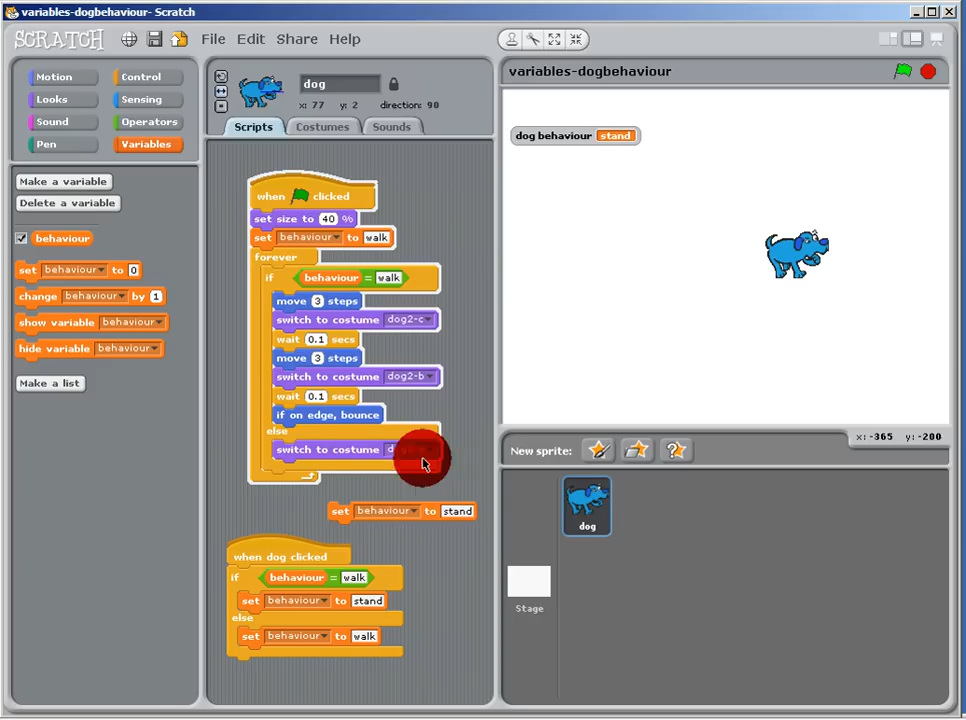 variables-dogbehaviour- Scratch
SCRATCH File Edit Share Help
Motion Control
Looks Sensing
Sound Operators
Pen Variables
Make a variable
Delete a variable
behaviour
set behaviour to 0
change behaviour by 1
show variable behaviour
hide variable behaviour
Make a list
dog
x: 77 y: 2 direction: 90
Scripts Costumes Sounds
when clicked
set size to 40 %
set behaviour to walk
forever
if behaviour = walk
move 3 steps
switch to costume dog2-c
wait 0.1 secs
move 3 steps
switch to costume dog2-b
wait 0.1 secs
if on edge, bounce
else
switch to costume
set behaviour to stand
when dog clicked
if behaviour = walk
set behaviour to stand
else
set behaviour to walk
variables-dogbehaviour
dog behaviour stand
x: -365 y: -200
New sprite:
dog
Stage